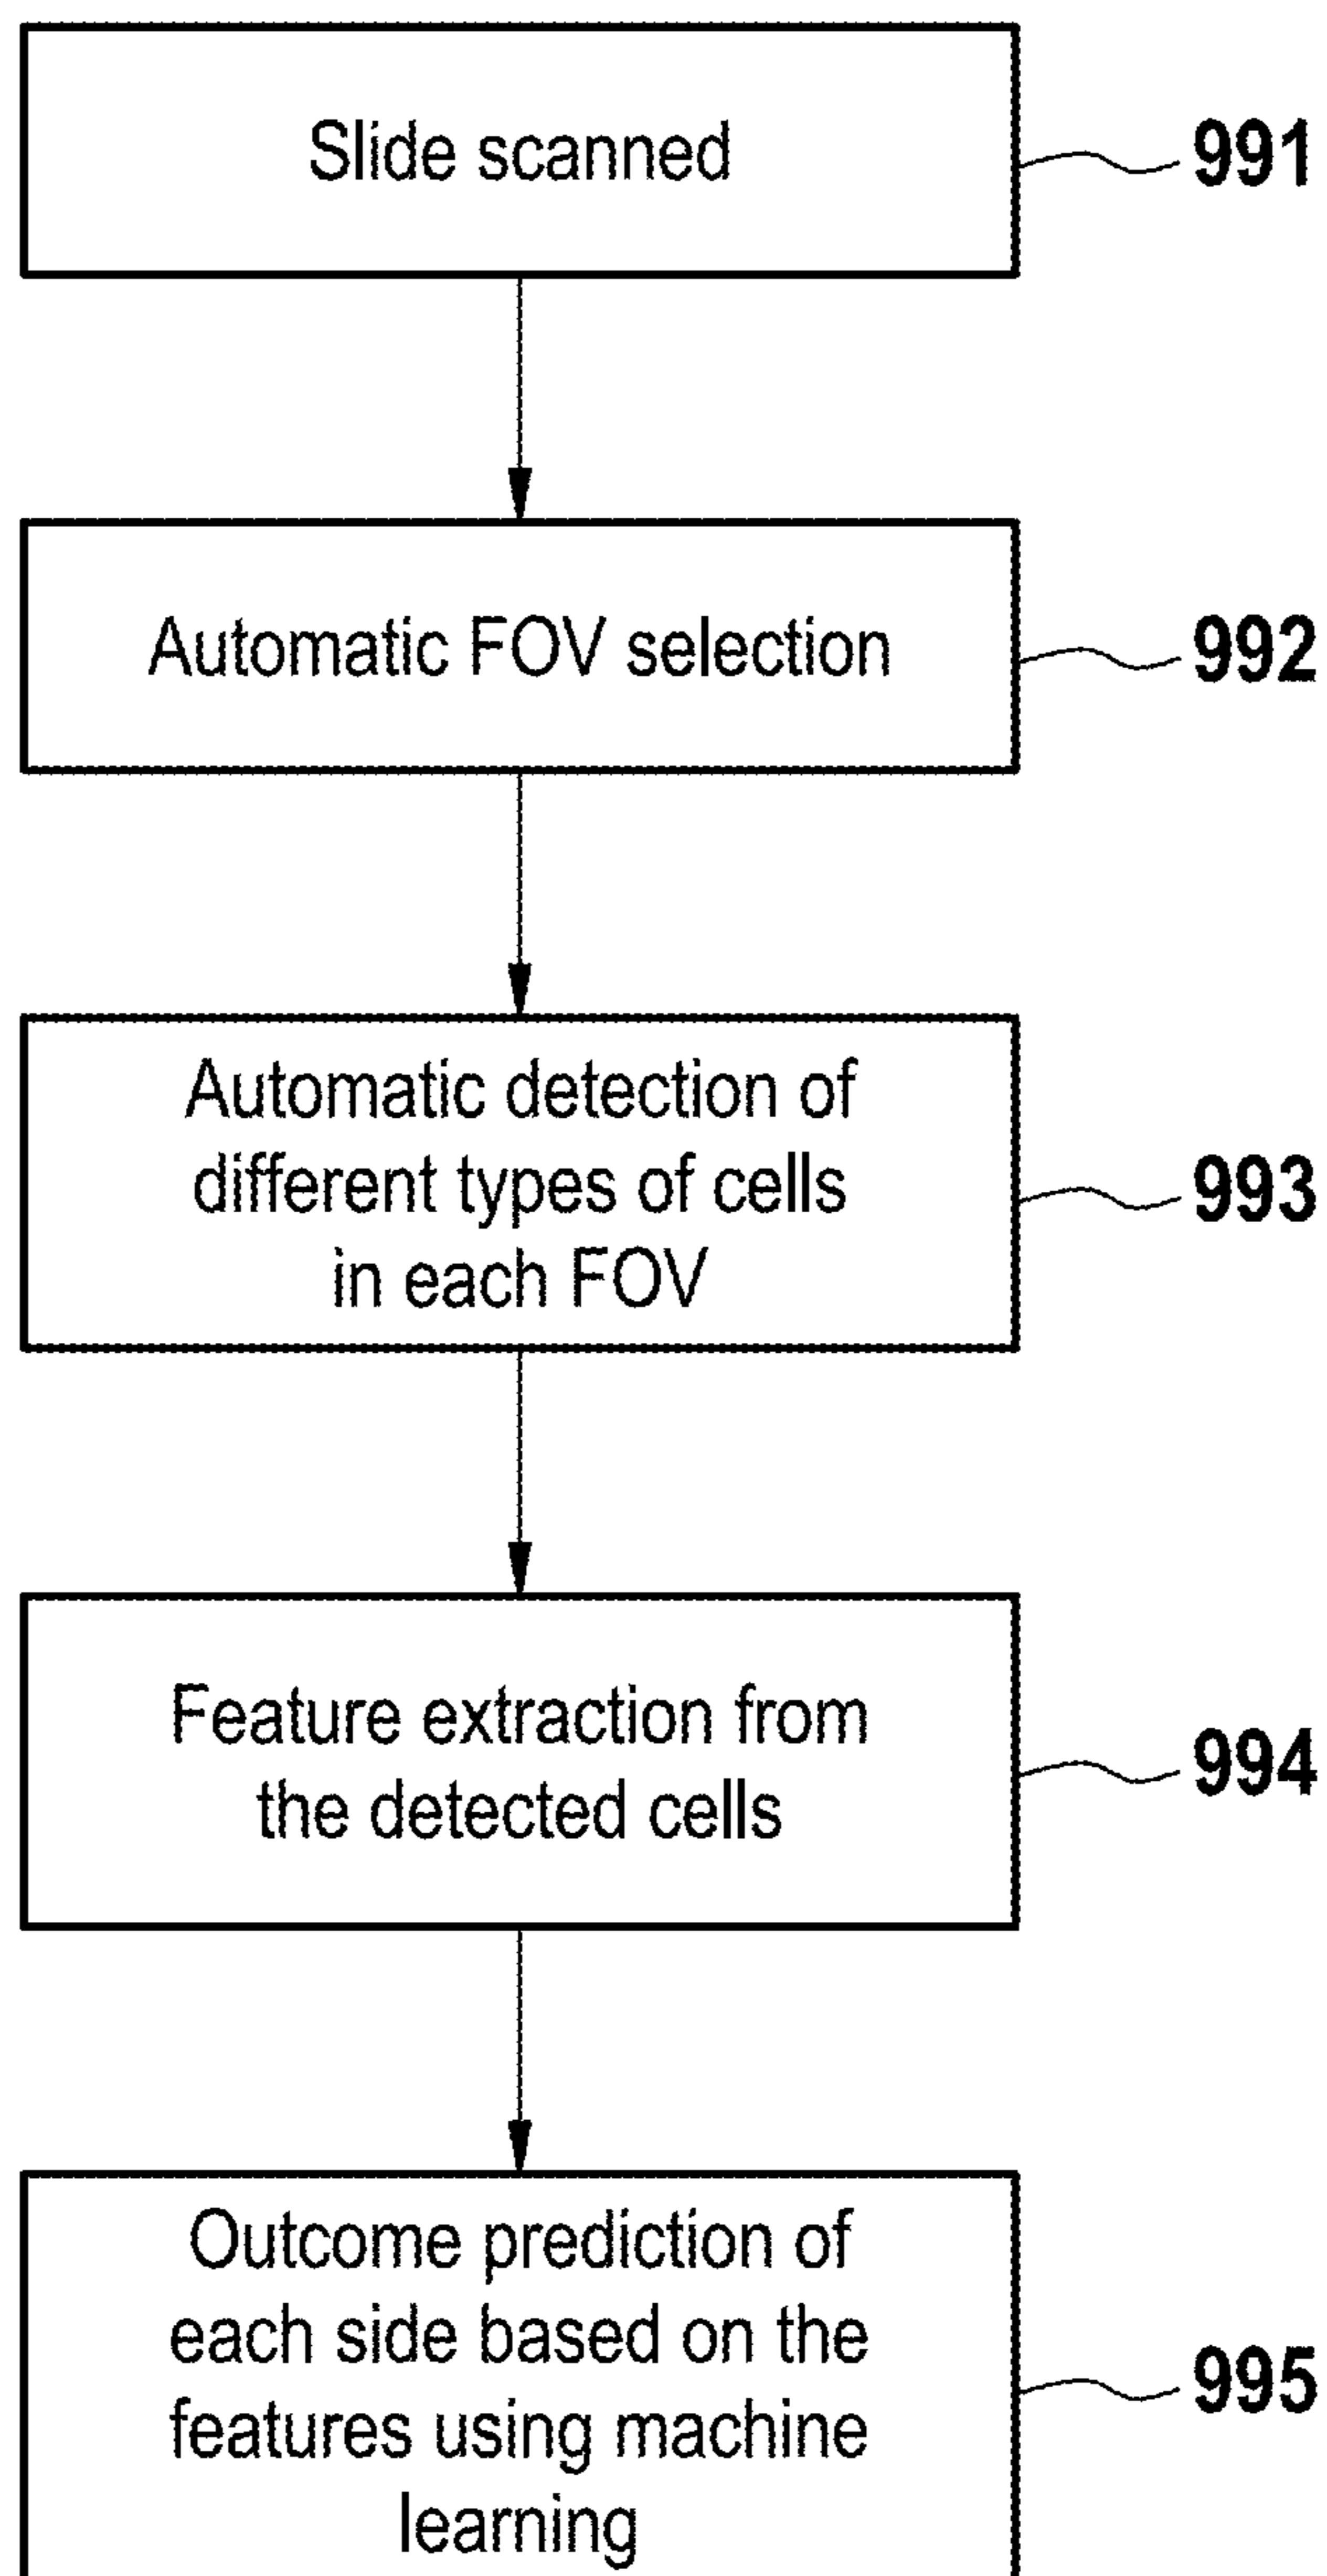 Slide scanned
991
Automatic FOV selection
992
Automatic detection of
different types of cells
in each FOV
993
Feature extraction from
the detected cells
994
Outcome prediction of
each side based on the
features using machine
learning
995